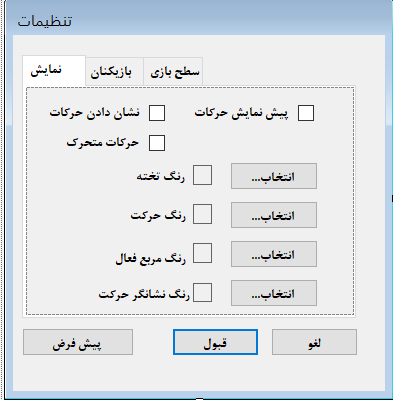 تنظیمات
سطح بازی بازیکنان نمایش
پیش نمایش حرکات نشان دادن حرکات
حرکات متحرک
انتخاب... رنگ تخته
انتخاب... رنگ حرکت
انتخاب... رنگ مربع فعال
انتخاب... رنگ نشانگر حرکت
لغو قبول پیش فرض